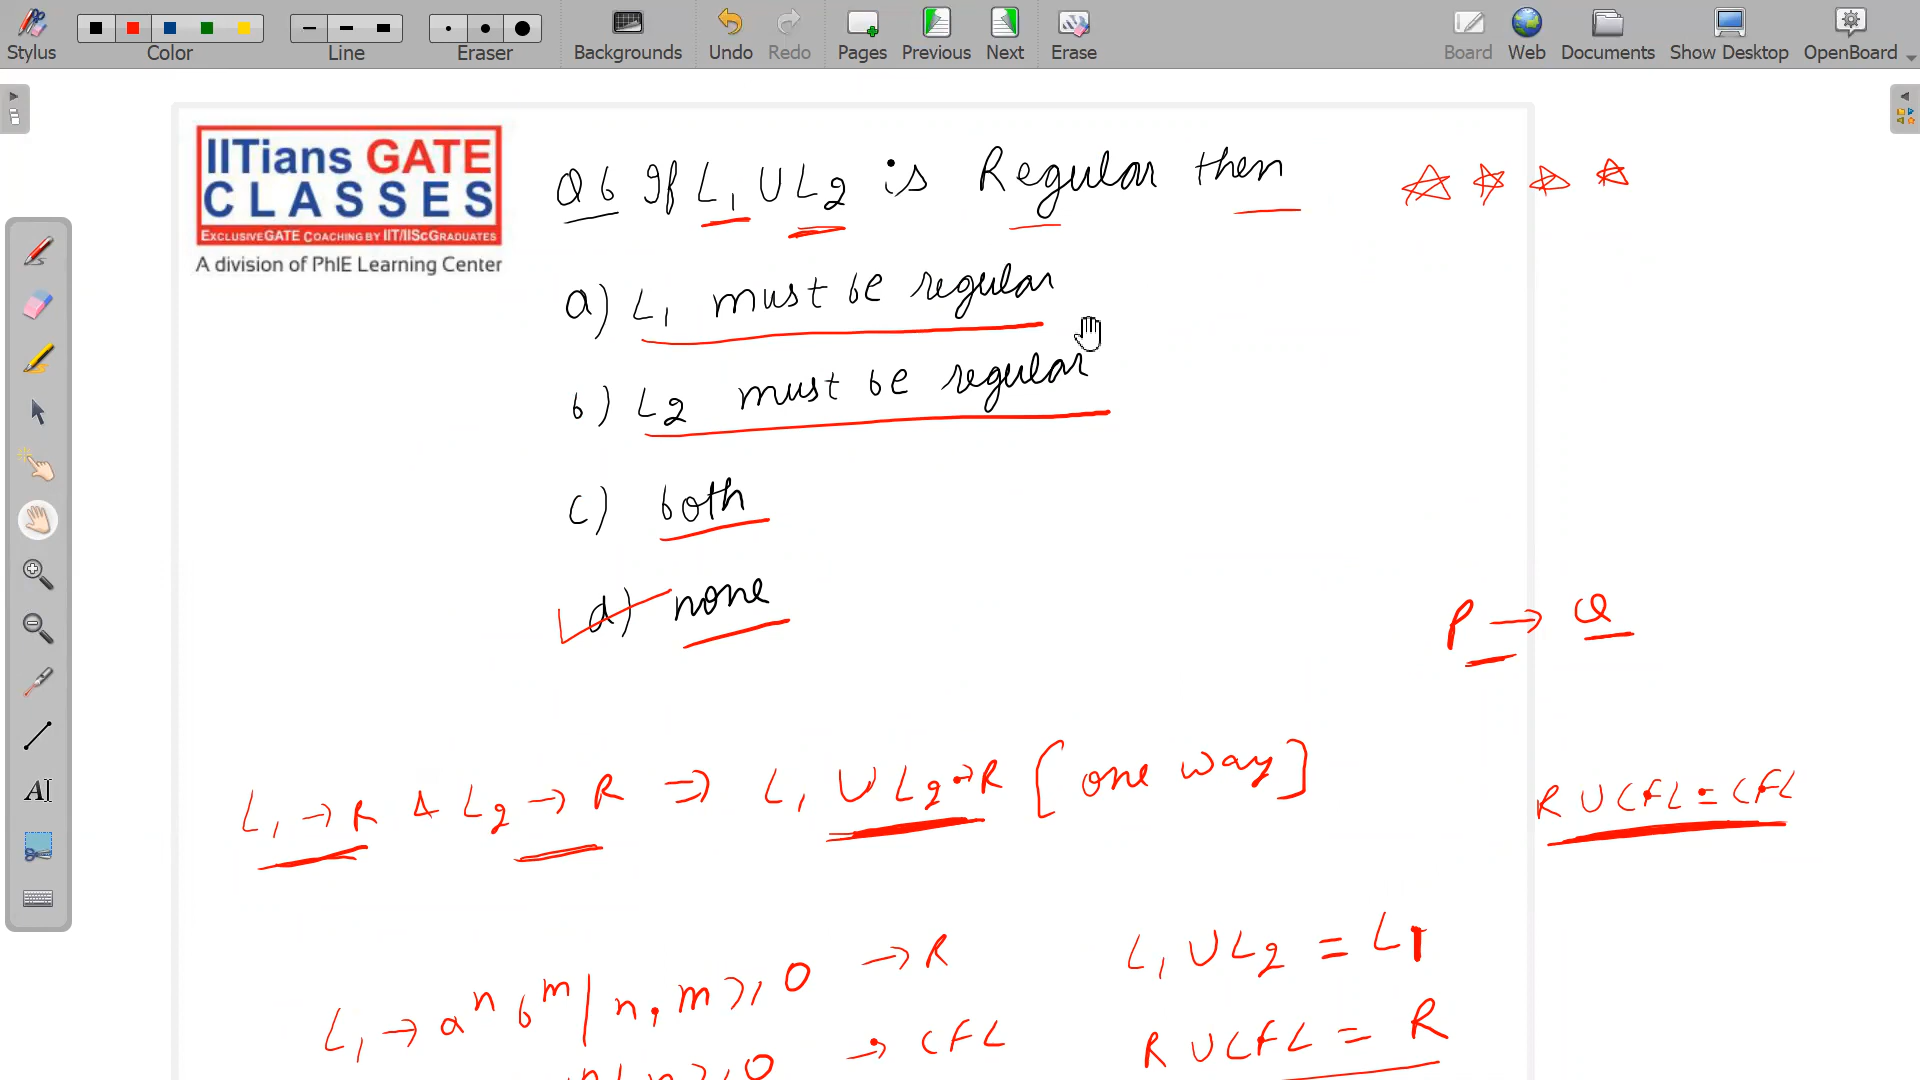 Stylus Color Line Eraser Backgrounds Undo Redo Pages Previous Next Erase Board Web Documents Show Desktop OpenBoard
IITians GATE
CLASSES
EXCLUSIVE GATE COACHING BY IIT/IISc GRADUATES
A division of PhIE Learning Center
Q6 If L1 ∪ L2 is Regular then
a) L1 must be regular
b) L2 must be regular
c) both
d) none
P → Q
L1 → R & L2 → R ⇒ L1 ∪ L2 → R [one way]
R ∪ CFL = CFL
L1 → a^n b^m | n, m ≥, 0 → R
L1 ∪ L2 = L1
n ≥, 0 → CFL
R ∪ CFL = R